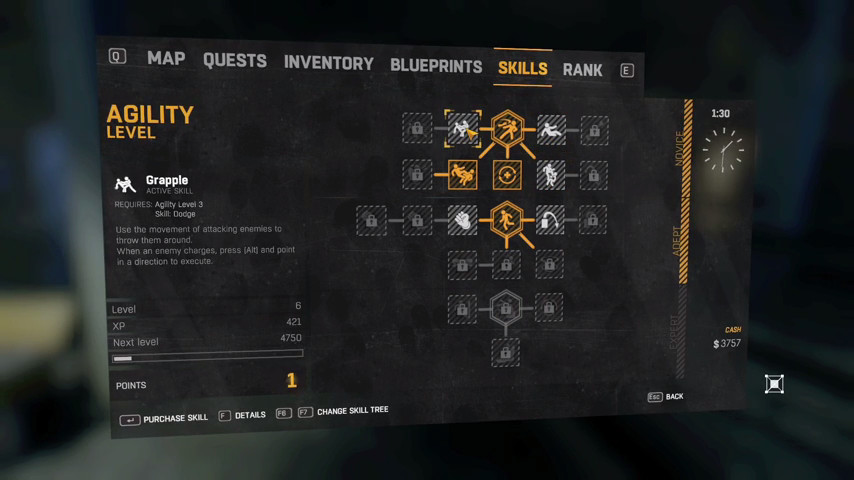 Q MAP QUESTS INVENTORY BLUEPRINTS SKILLS RANK E
AGILITY
LEVEL
Grapple
ACTIVE SKILL
REQUIRES: Agility Level 3
Skill: Dodge
Use the movement of attacking enemies to
throw them around.
When an enemy charges, press [Alt] and point
in a direction to execute.
Level 6
XP 421
Next level 4750
POINTS 1
PURCHASE SKILL F DETAILS F6 F7 CHANGE SKILL TREE
1:30
NOVICE
ADEPT
EXPERT
CASH
$3757
Esc BACK